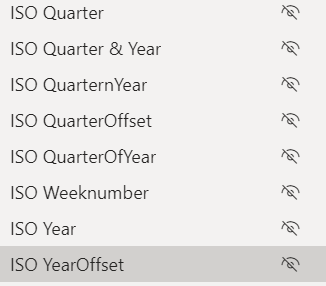 ISO Quarter
ISO Quarter & Year
ISO QuarternYear
ISO QuarterOffset
ISO QuarterOfYear
ISO Weeknumber
ISO Year
ISO YearOffset